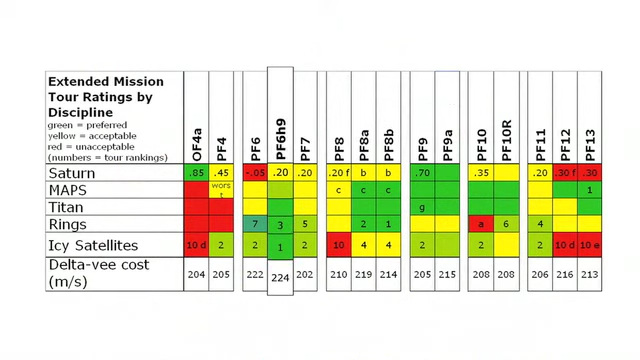 Extended Mission
Tour Ratings by
Discipline
green = preferred
yellow = acceptable
red = unacceptable
(numbers = tour rankings)
OF4a PF4 PF6 PF6h9 PF7 PF8 PF8a PF8b PF9 PF9a PF10 PF10R PF11 PF12 PF13
Saturn .85 .45 -.05 .20 .20 .20 f b b .70 .35 .20 .30 f .30
MAPS wors t c c c 1
Titan g
Rings 7 3 5 2 1 a 6 4
Icy Satellites 10 d 2 2 1 2 10 4 4 2 2 2 10 d 10 e
Delta-vee cost
(m/s) 204 205 222 224 202 210 219 214 205 215 208 208 206 216 213